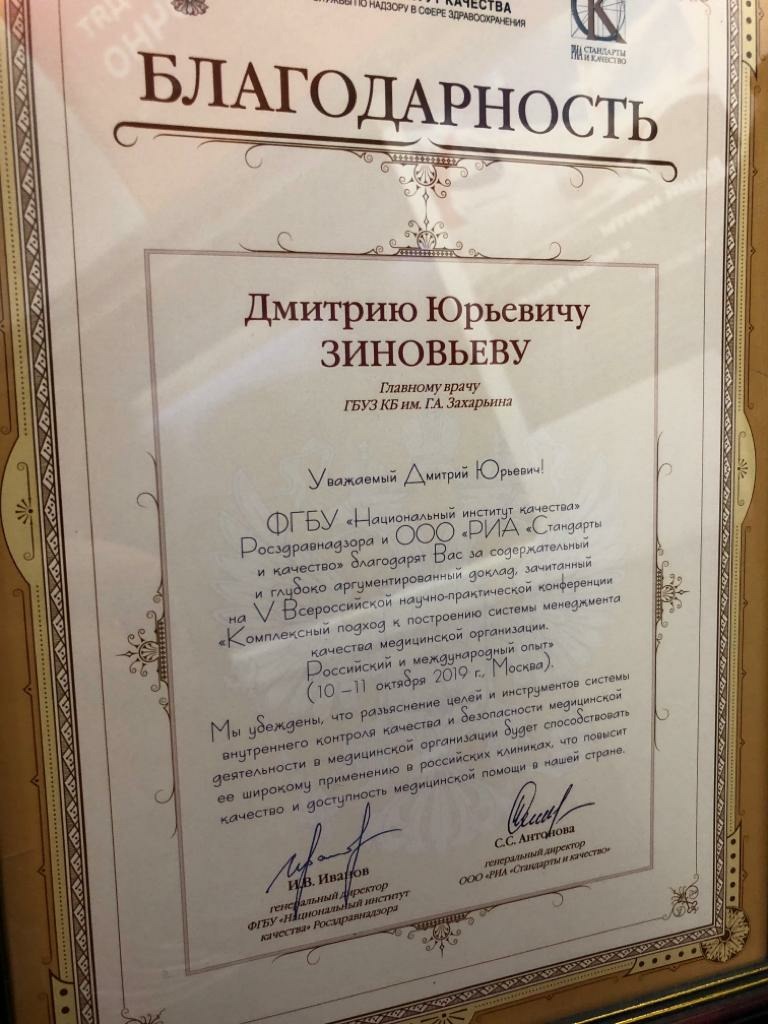 КАЧЕСТВА
СЛУЖБЫ ПО НАДЗОРУ В СФЕРЕ ЗДРАВООХРАНЕНИЯ
К
РИА СТАНДАРТЫ
И КАЧЕСТВО
БЛАГОДАРНОСТЬ
Дмитрию Юрьевичу
ЗИНОВЬЕВУ
Главному врачу
ГБУЗ КБ им. Г.А. Захарьина
Уважаемый Дмитрий Юрьевич!
ФГБУ «Национальный институт качества»
Росздравнадзора и ООО «РИА «Стандарты
и качество» благодарят Вас за содержательный
и глубоко аргументированный доклад, зачитанный
на V Всероссийской научно-практической конференции
«Комплексный подход к построению системы менеджмента
качества медицинской организации.
Российский и международный опыт»
(10 –11 октября 2019 г., Москва).
Мы убеждены, что разъяснение целей и инструментов системы
внутреннего контроля качества и безопасности медицинской
деятельности в медицинской организации будет способствовать
ее широкому применению в российских клиниках, что повысит
качество и доступность медицинской помощи в нашей стране.
И.В. Иванов
генеральный директор
ФГБУ «Национальный институт
качества» Росздравнадзора
С.С. Антонова
генеральный директор
ООО «РИА «Стандарты и качество»